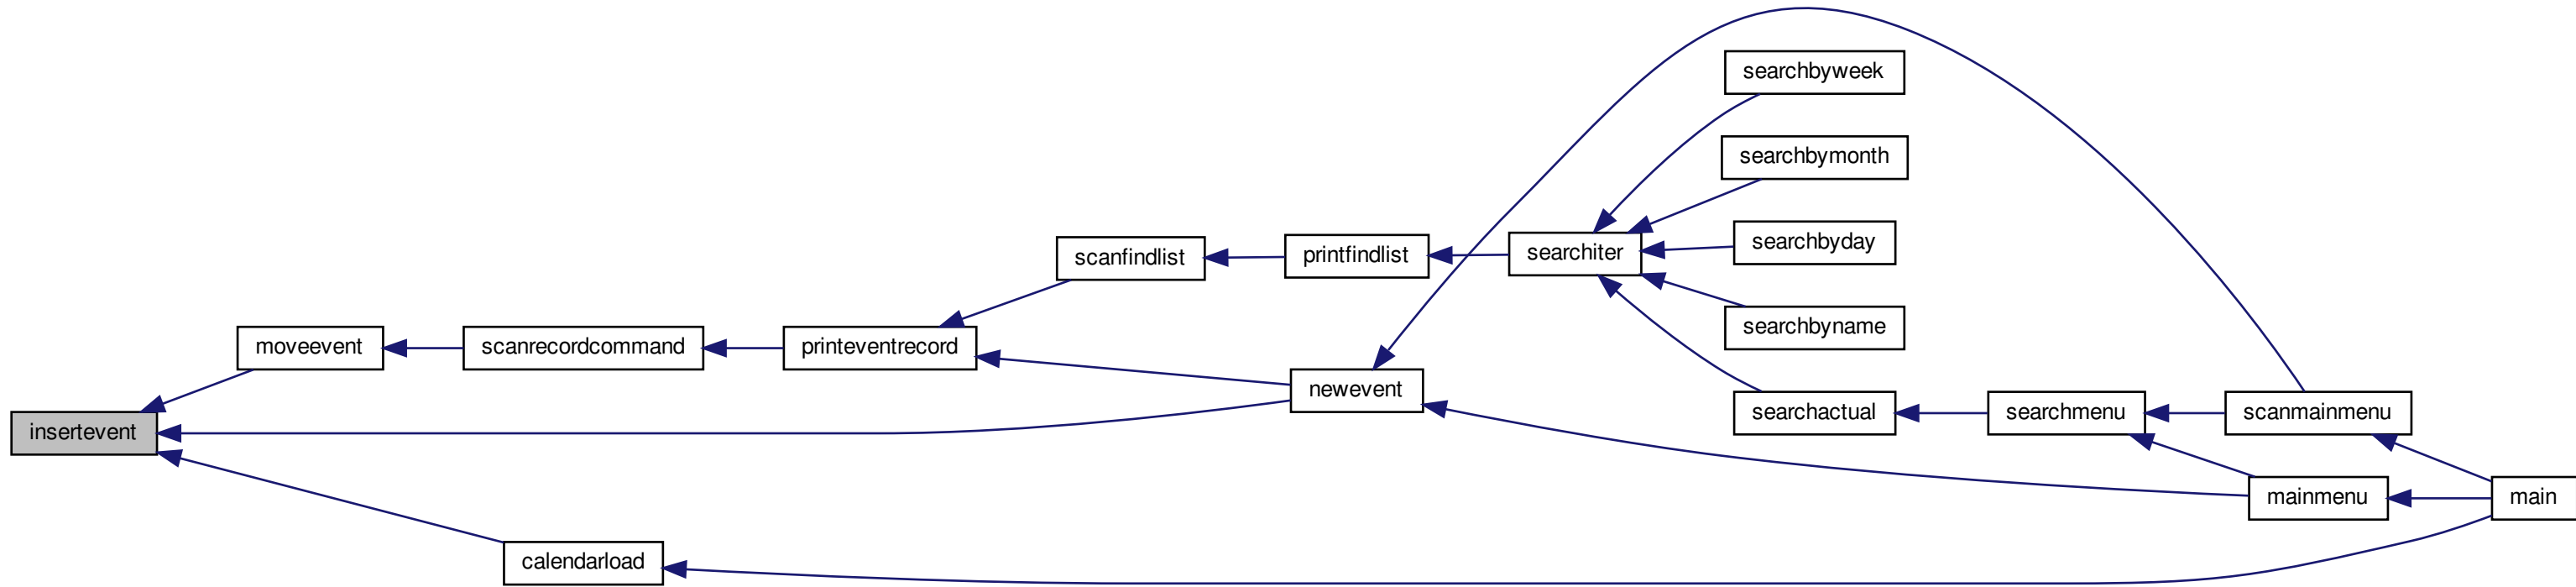 searchbyweek
searchbymonth
searchbyday
scanfindlist
printfindlist
searchiter
searchbyname
moveevent
scanrecordcommand
printeventrecord
newevent
insertevent
searchactual
searchmenu
scanmainmenu
mainmenu
main
calendarload